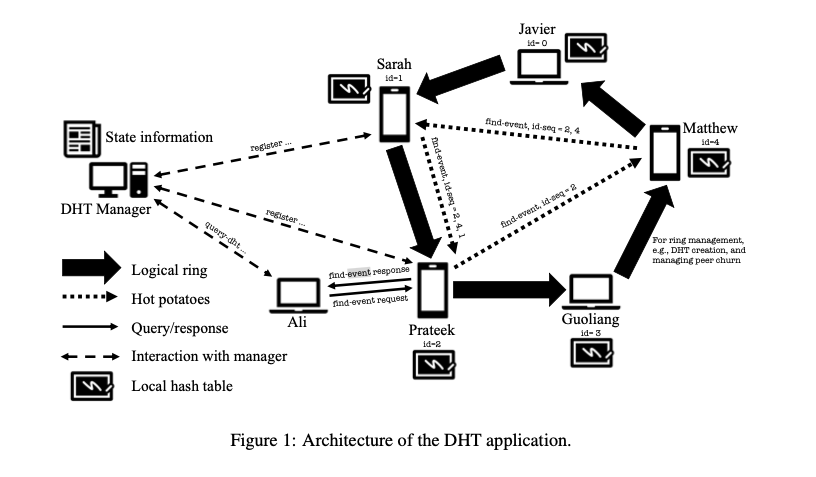 Javier
id= 0
Sarah
id=1
find-event, id-seq = 2, 4
Matthew
id=4
State information
register ...
find-event, id-seq = 2, 4, 1
DHT Manager
register ...
find-event, id-seq = 2
query-dht ...
For ring management,
e.g., DHT creation, and
managing peer churn
Logical ring
find-event response
Hot potatoes
find-event request
Ali
Prateek
id=2
Guoliang
id= 3
Query/response
Interaction with manager
Local hash table
Figure 1: Architecture of the DHT application.